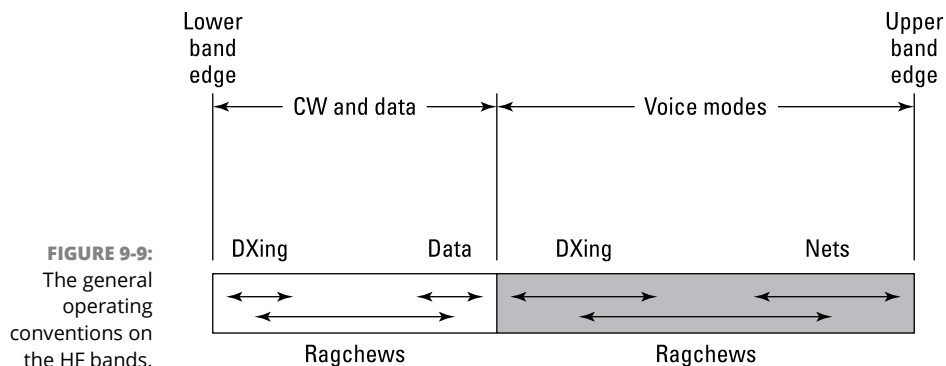 Lower
band
edge
Upper
band
edge
CW and data
Voice modes
DXing
Data
DXing
Nets
Ragchews
Ragchews
FIGURE 9-9:
The general
operating
conventions on
the HF bands.